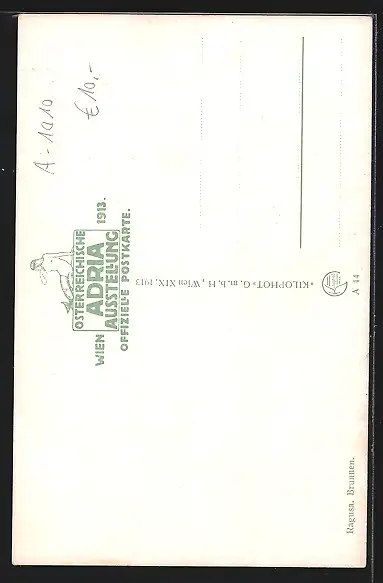 A - 1010
€ 10,-
ÖSTERREICHISCHE
ADRIA
AUSSTELLUNG
WIEN 1913.
OFFIZIELLE POSTKARTE.
« KILOPHOT » G. m. b. H., Wien XIX, 1913
A 44
Ragusa. Brunnen.